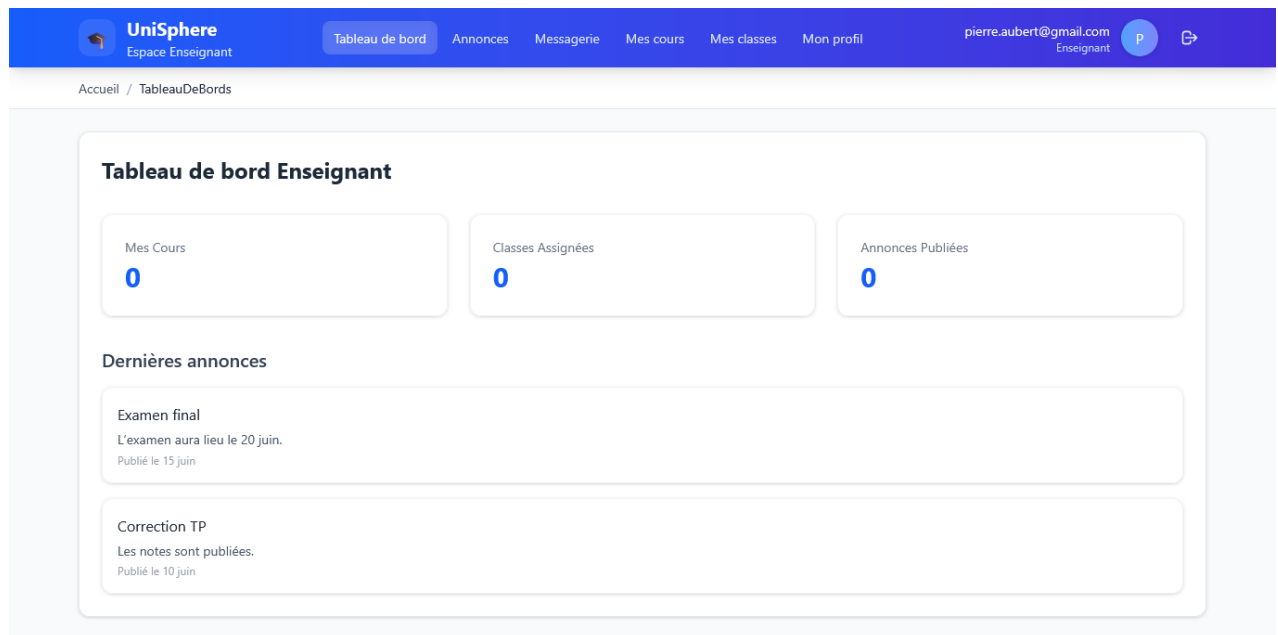 UniSphere
Espace Enseignant
Tableau de bord
Annonces
Messagerie
Mes cours
Mes classes
Mon profil
pierre.aubert@gmail.com
Enseignant
P
Accueil / TableauDeBords
Tableau de bord Enseignant
Mes Cours
0
Classes Assignées
0
Annonces Publiées
0
Dernières annonces
Examen final
L'examen aura lieu le 20 juin.
Publié le 15 juin
Correction TP
Les notes sont publiées.
Publié le 10 juin